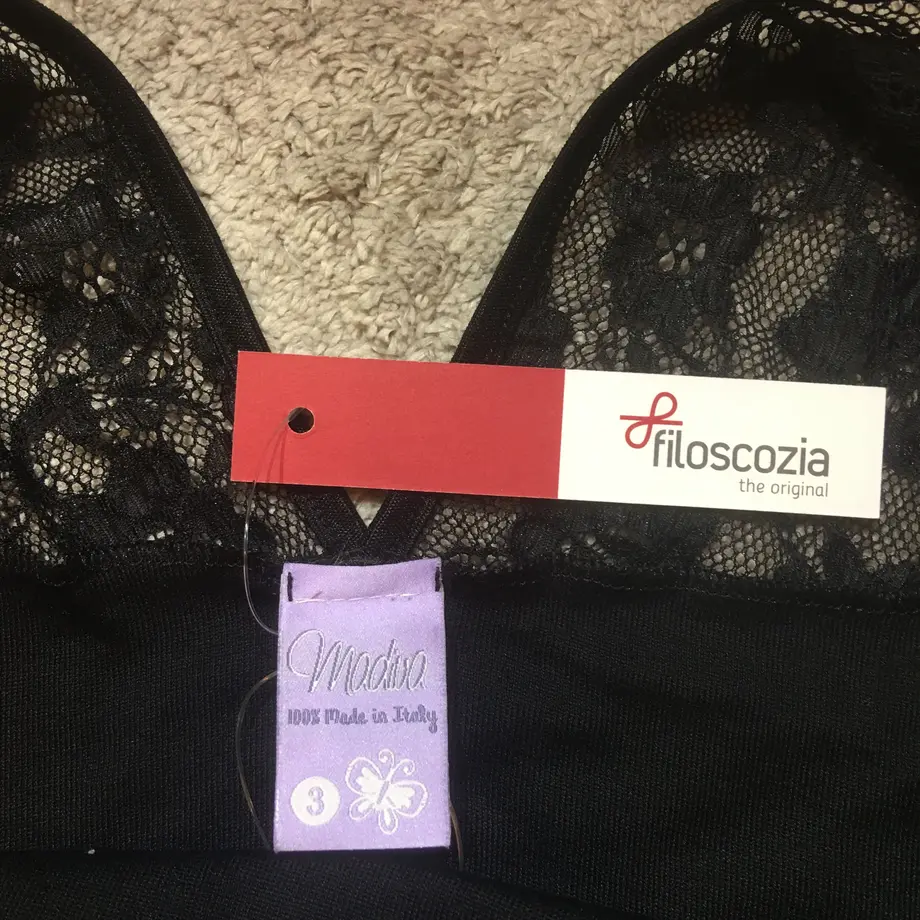 filoscozia
the original
Madiva
100% Made in Italy
3